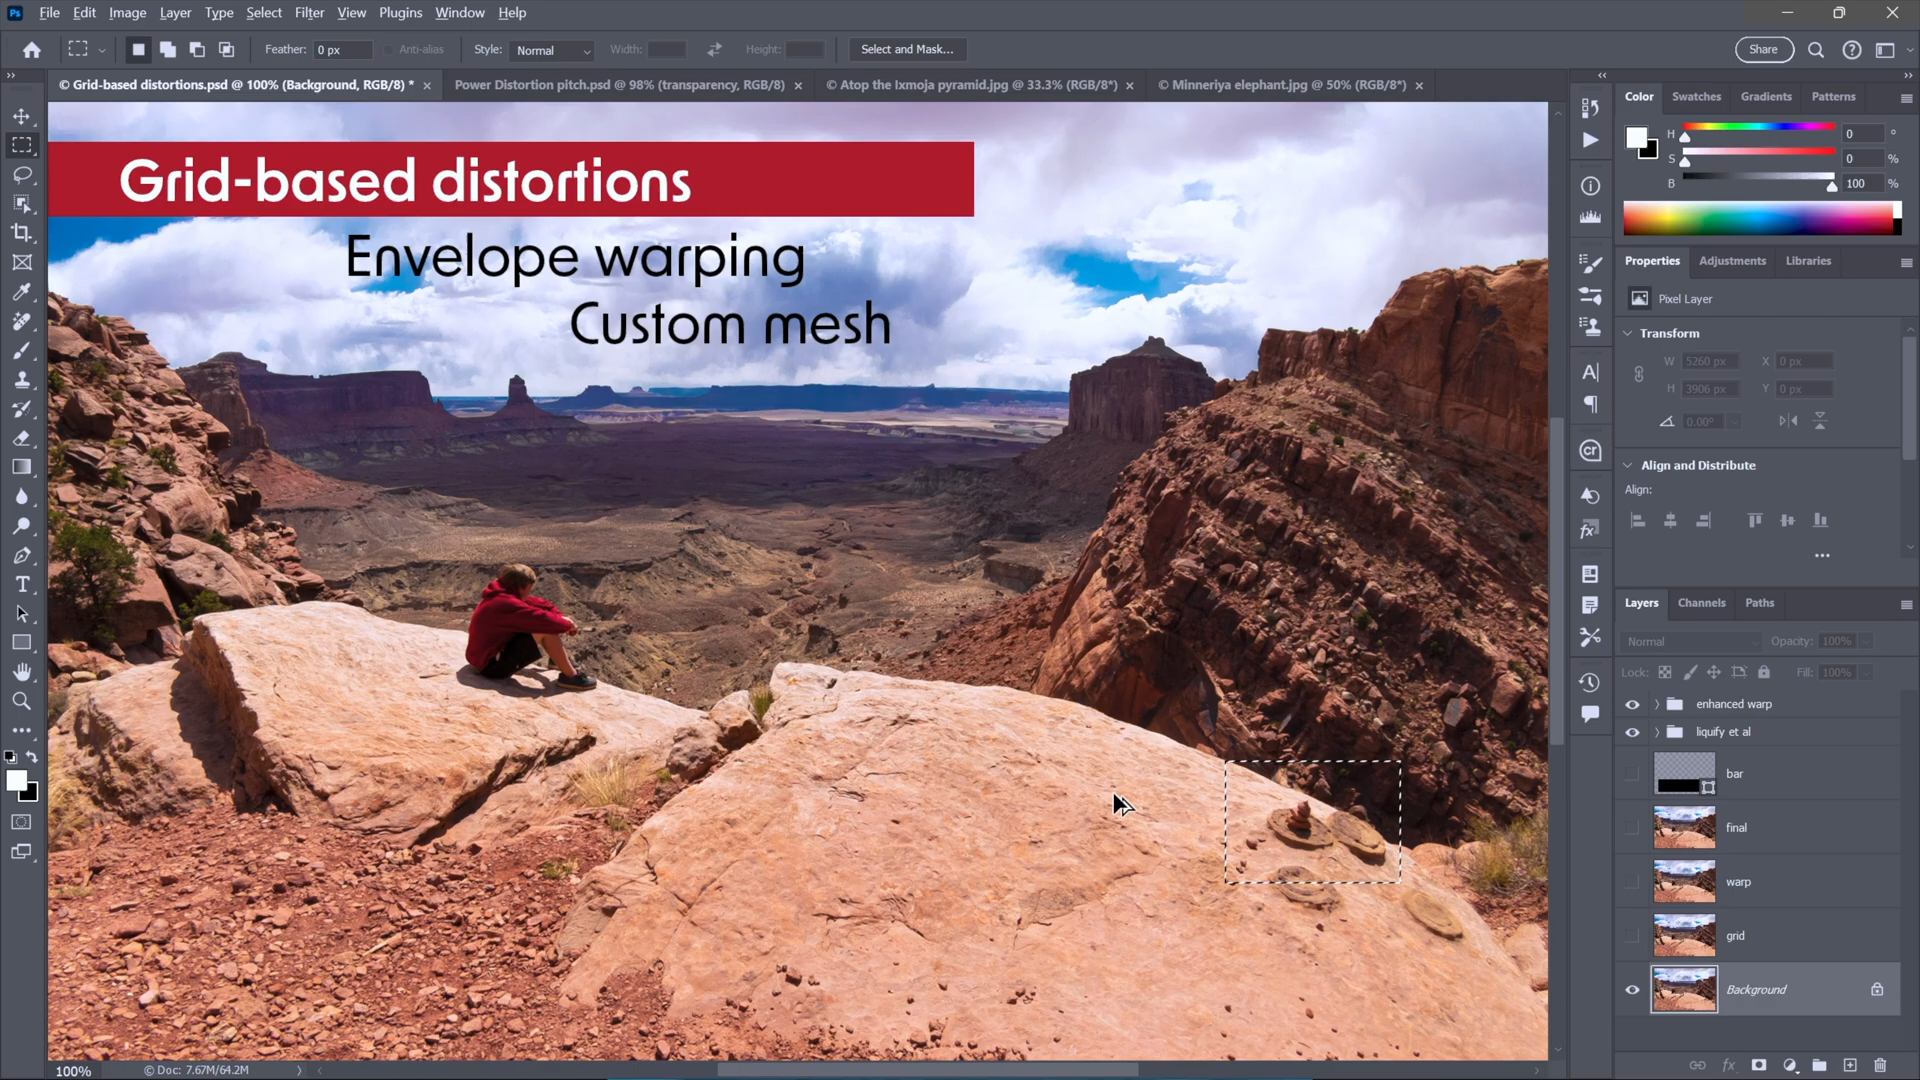 Ps File Edit Image Layer Type Select Filter View Plugins Window Help
Feather: 0 px Anti-alias Style: Normal Width: Height: Select and Mask... Share
© Grid-based distortions.psd @ 100% (Background, RGB/8) *
Power Distortion pitch.psd @ 98% (transparency, RGB/8)
© Atop the Ixmoja pyramid.jpg @ 33.3% (RGB/8*)
© Minneriya elephant.jpg @ 50% (RGB/8*)
Grid-based distortions
Envelope warping
Custom mesh
100% © Doc: 7.67M/64.2M
Color Swatches Gradients Patterns
H 0 °
S 0 %
B 100 %
Properties Adjustments Libraries
Pixel Layer
Transform
W 5260 px X 0 px
H 3906 px Y 0 px
0.00°
Align and Distribute
Align:
Layers Channels Paths
Normal Opacity: 100%
Lock: Fill: 100%
enhanced warp
liquify et al
bar
final
warp
grid
Background